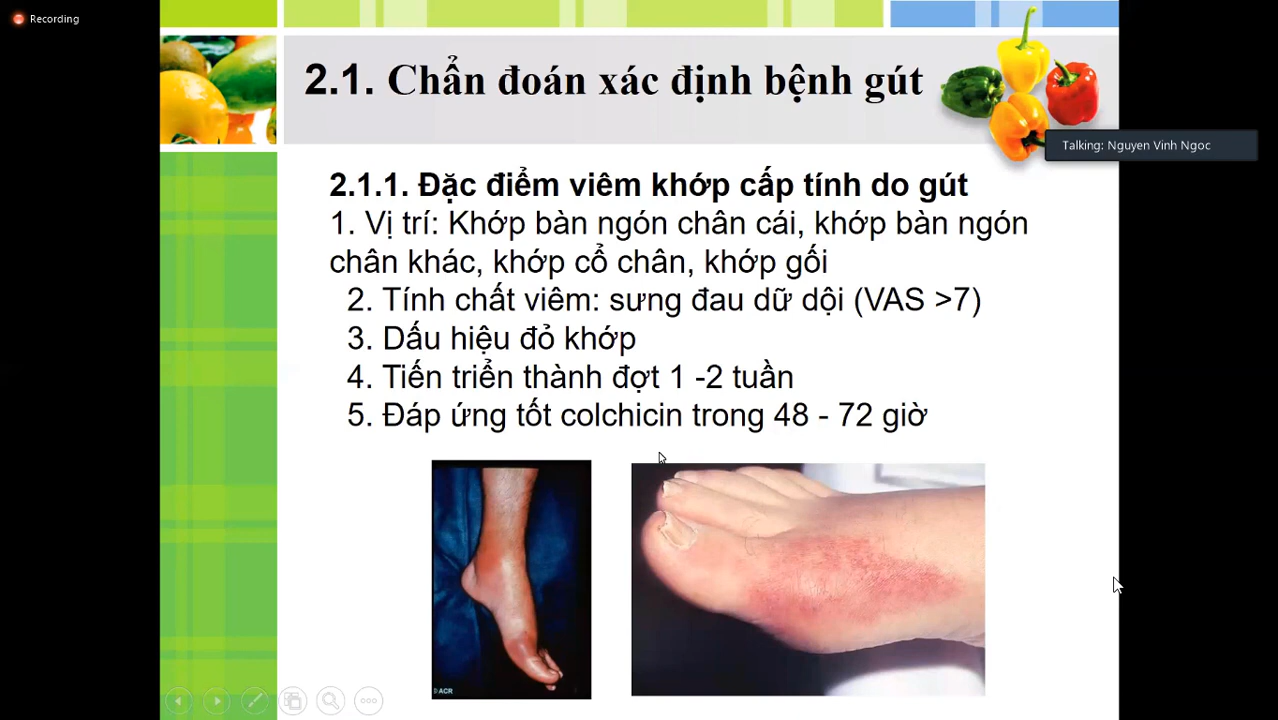 Recording
2.1. Chẩn đoán xác định bệnh gút
Talking: Nguyen Vinh Ngoc
2.1.1. Đặc điểm viêm khớp cấp tính do gút
1. Vị trí: Khớp bàn ngón chân cái, khớp bàn ngón
chân khác, khớp cổ chân, khớp gối
2. Tính chất viêm: sưng đau dữ dội (VAS >7)
3. Dấu hiệu đỏ khớp
4. Tiến triển thành đợt 1 -2 tuần
5. Đáp ứng tốt colchicin trong 48 - 72 giờ
ACR